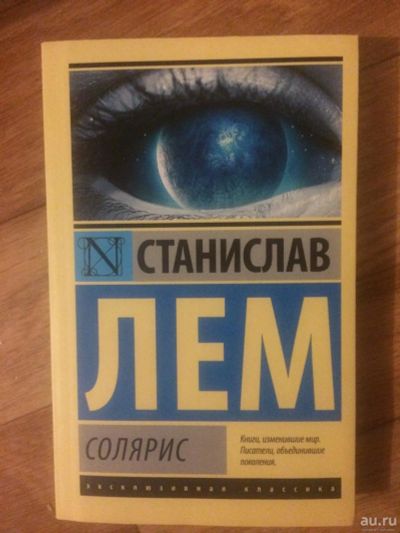 N
СТАНИСЛАВ
ЛЕМ
СОЛЯРИС
Книги, изменившие мир.
Писатели, объединившие
поколения.
эксклюзивная классика
au.ru